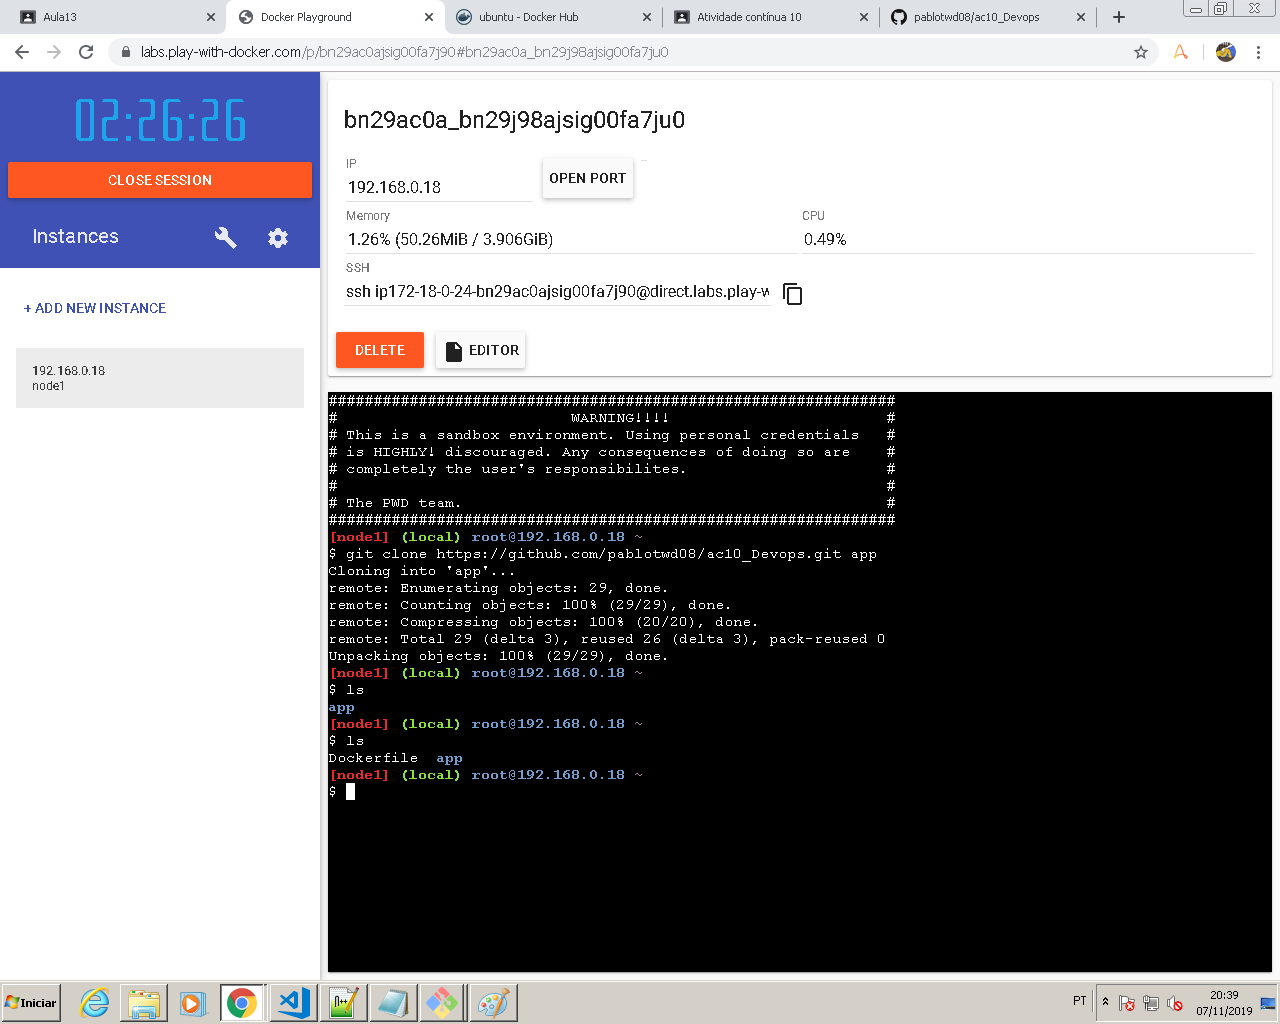 Aula13
Docker Playground
ubuntu - Docker Hub
Atividade contínua 10
pablotwd08/ac10_Devops
labs.play-with-docker.com/p/bn29ac0ajsig00fa7j90#bn29ac0a_bn29j98ajsig00fa7ju0
02:26:26
CLOSE SESSION
Instances
+ ADD NEW INSTANCE
192.168.0.18
node1
bn29ac0a_bn29j98ajsig00fa7ju0
IP
192.168.0.18
OPEN PORT
Memory
1.26% (50.26MiB / 3.906GiB)
CPU
0.49%
SSH
ssh ip172-18-0-24-bn29ac0ajsig00fa7j90@direct.labs.play-w
DELETE
EDITOR
###############################################################
# WARNING!!!! #
# This is a sandbox environment. Using personal credentials #
# is HIGHLY! discouraged. Any consequences of doing so are #
# completely the user's responsibilites. #
# #
# The PWD team. #
###############################################################
[node1] (local) root@192.168.0.18 ~
$ git clone https://github.com/pablotwd08/ac10_Devops.git app
Cloning into 'app'...
remote: Enumerating objects: 29, done.
remote: Counting objects: 100% (29/29), done.
remote: Compressing objects: 100% (20/20), done.
remote: Total 29 (delta 3), reused 26 (delta 3), pack-reused 0
Unpacking objects: 100% (29/29), done.
[node1] (local) root@192.168.0.18 ~
$ ls
app
[node1] (local) root@192.168.0.18 ~
$ ls
Dockerfile app
[node1] (local) root@192.168.0.18 ~
$
Iniciar
PT
20:39
07/11/2019